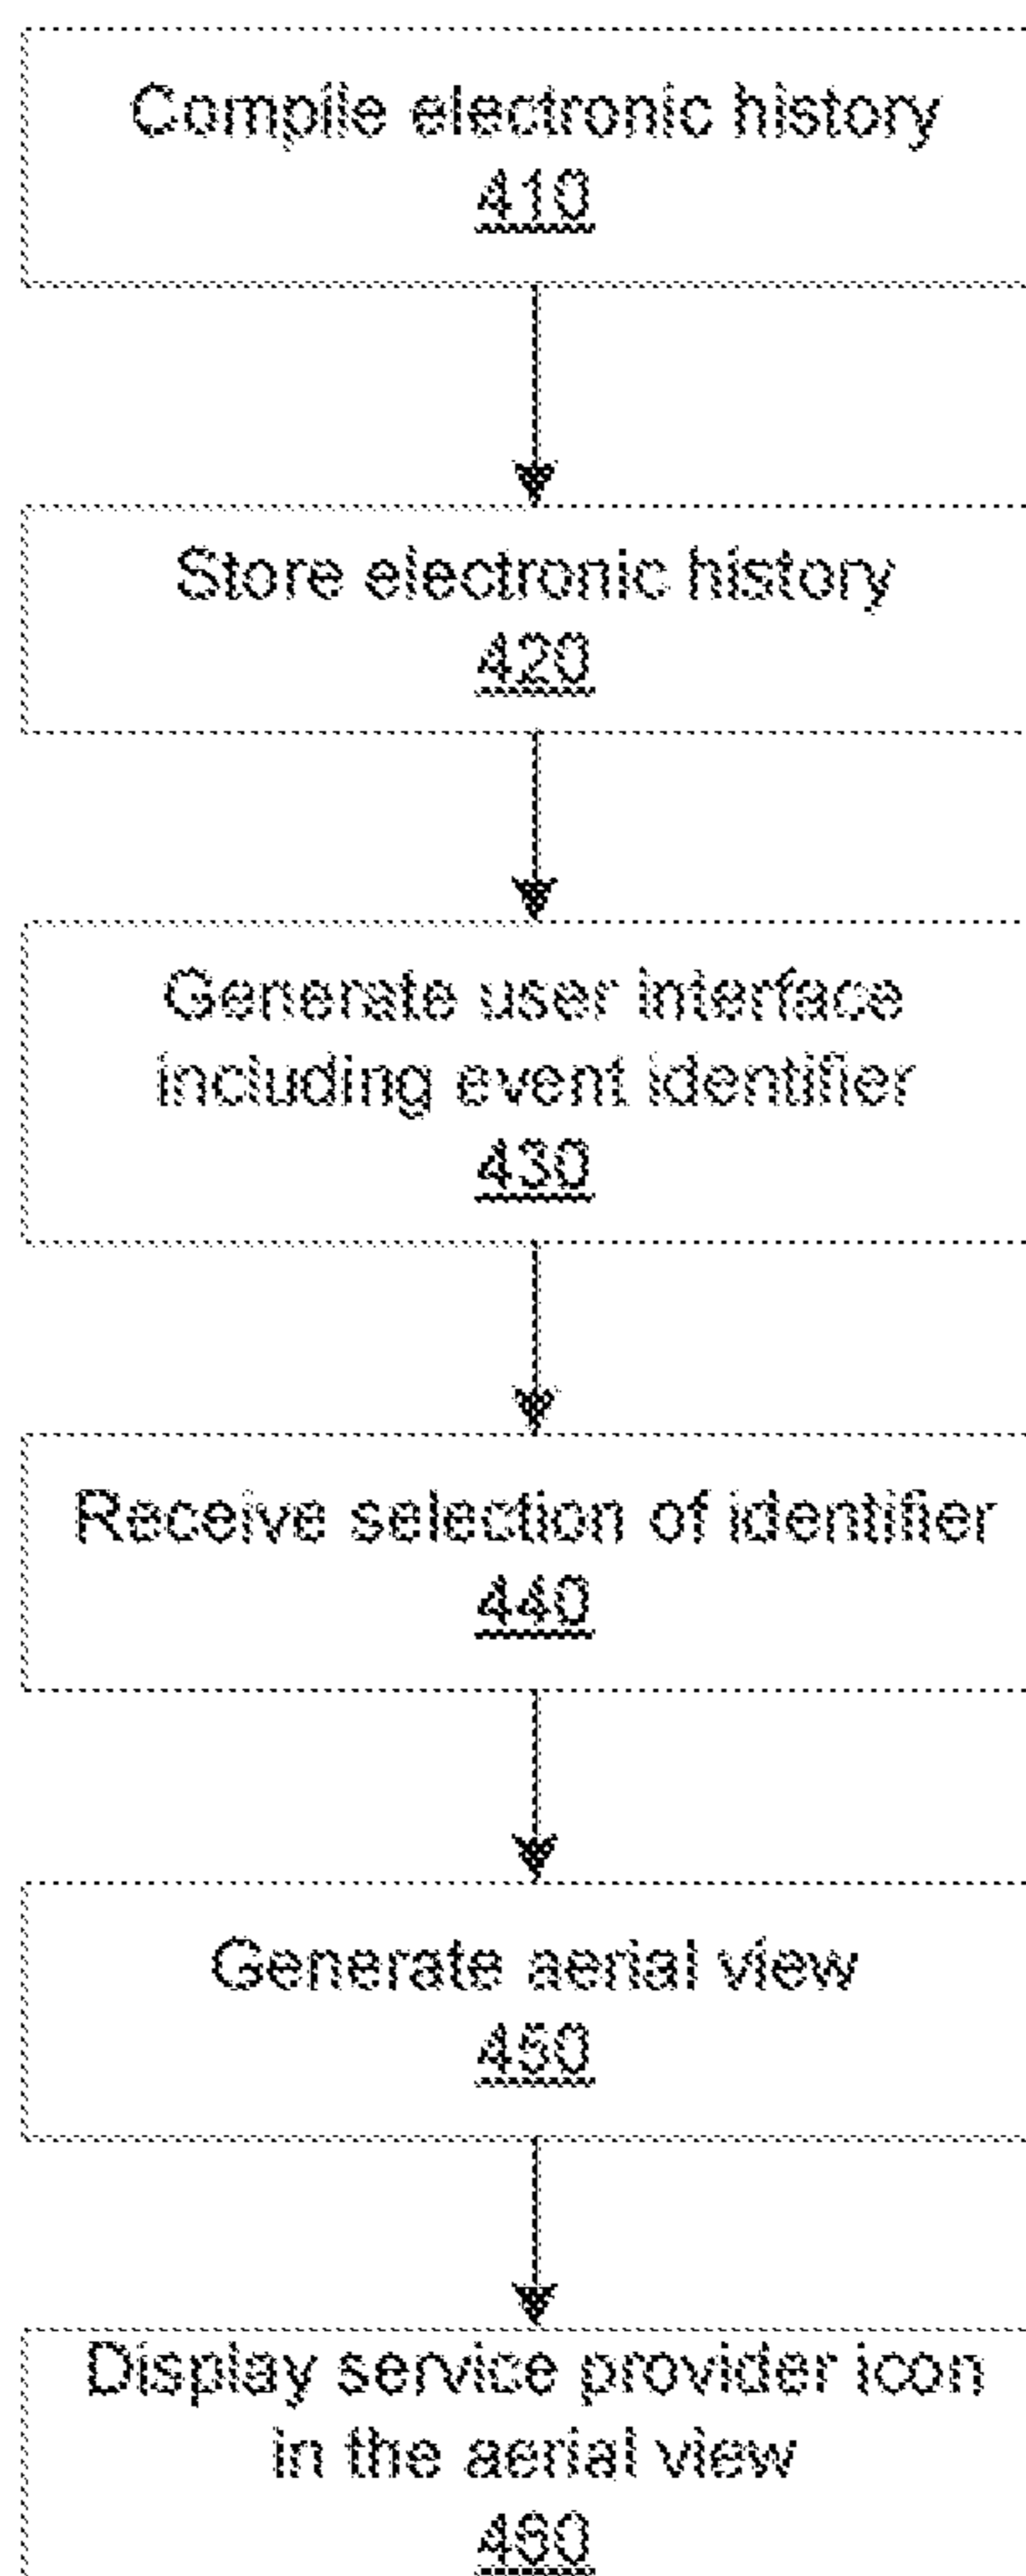 Compile electronic history
410
Store electronic history
420
Generate user interface
including event identifier
430
Receive selection of identifier
440
Generate aerial view
450
Display service provider icon
in the aerial view
460